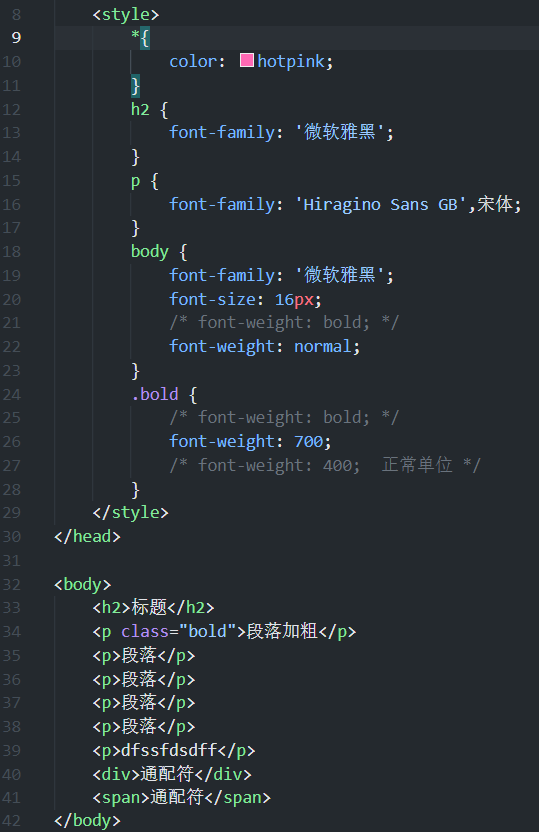 8 <style>
9 *{
10 color: hotpink;
11 }
12 h2 {
13 font-family: '微软雅黑';
14 }
15 p {
16 font-family: 'Hiragino Sans GB',宋体;
17 }
18 body {
19 font-family: '微软雅黑';
20 font-size: 16px;
21 /* font-weight: bold; */
22 font-weight: normal;
23 }
24 .bold {
25 /* font-weight: bold; */
26 font-weight: 700;
27 /* font-weight: 400;  正常单位 */
28 }
29 </style>
30 </head>
31
32 <body>
33 <h2>标题</h2>
34 <p class="bold">段落加粗</p>
35 <p>段落</p>
36 <p>段落</p>
37 <p>段落</p>
38 <p>段落</p>
39 <p>dfssfdsdff</p>
40 <div>通配符</div>
41 <span>通配符</span>
42 </body>